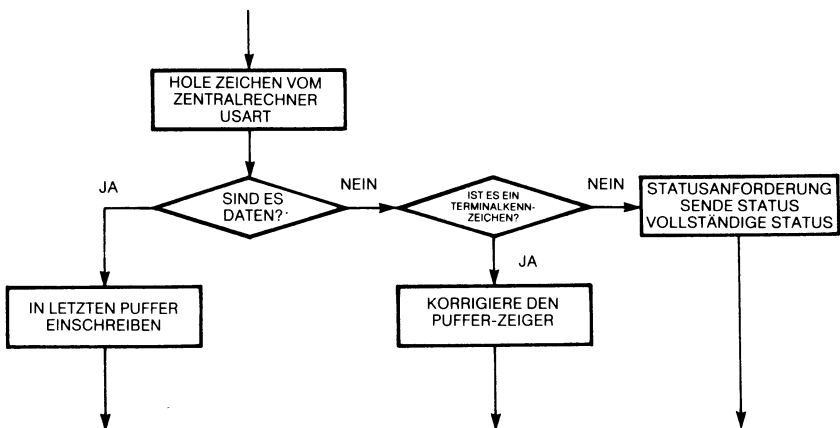 HOLE ZEICHEN VOM
ZENTRALRECHNER
USART
JA
SIND ES
DATEN?
NEIN
IST ES EIN
TERMINALKENN-
ZEICHEN?
NEIN
STATUSANFORDERUNG
SENDE STATUS
VOLLSTÄNDIGE STATUS
JA
IN LETZTEN PUFFER
EINSCHREIBEN
KORRIGIERE DEN
PUFFER-ZEIGER